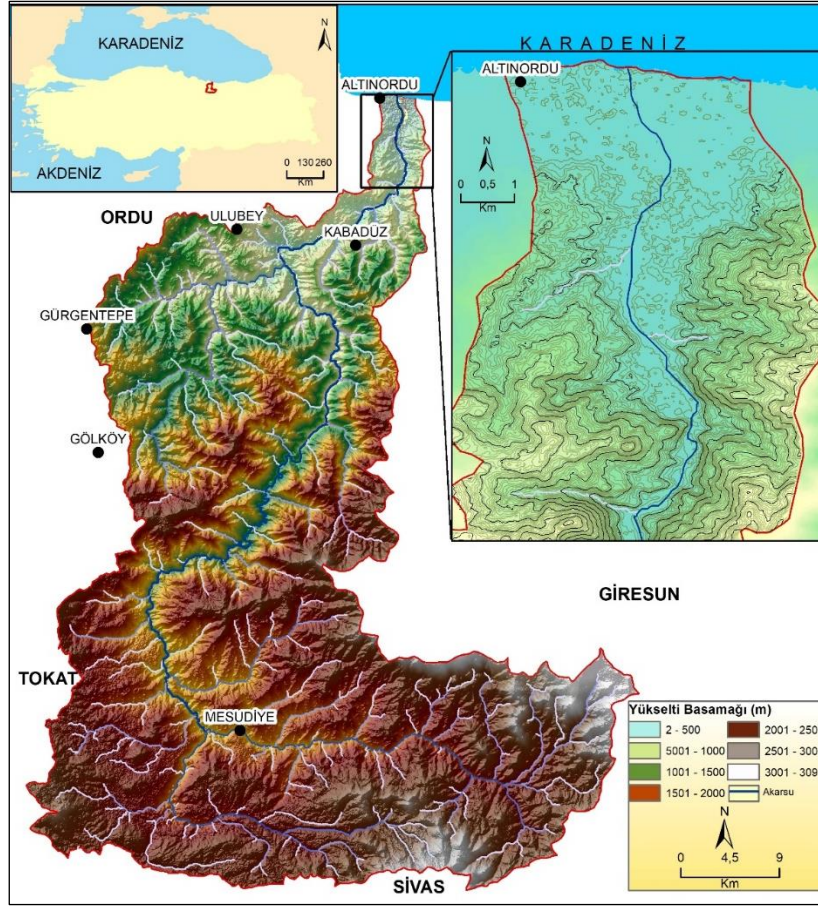 KARADENİZ
N
AKDENİZ
0 130 260
Km
KARADENİZ
ALTINORDU
ALTINORDU
N
0 0,5 1
Km
ORDU
ULUBEY
KABADÜZ
GÜRGENTEPE
GÖLKÖY
GİRESUN
TOKAT
MESUDİYE
SİVAS
Yükselti Basamağı (m)
2 - 500
5001 - 1000
1001 - 1500
1501 - 2000
2001 - 250
2501 - 300
3001 - 309
Akarsu
N
0 4,5 9
Km